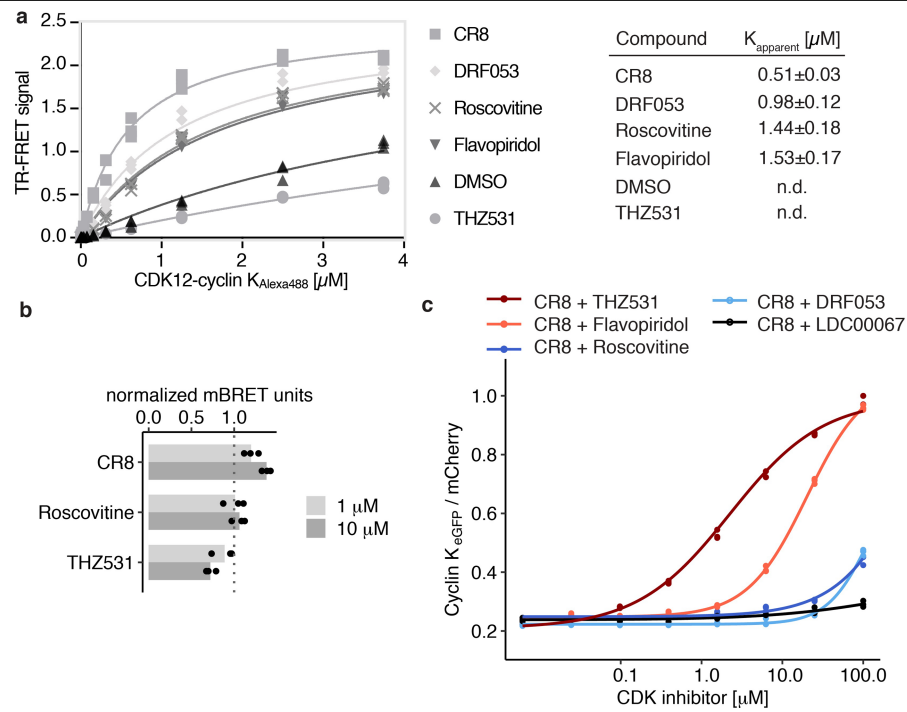 a
2.5
2.0
1.5
1.0
0.5
0.0
TR-FRET signal
0 1 2 3 4
CDK12-cyclin K Alexa488 [µM]
CR8
DRF053
Roscovitine
Flavopiridol
DMSO
THZ531
Compound K apparent [µM]
CR8 0.51±0.03
DRF053 0.98±0.12
Roscovitine 1.44±0.18
Flavopiridol 1.53±0.17
DMSO n.d.
THZ531 n.d.
b
normalized mBRET units
0.0 0.5 1.0
CR8
Roscovitine
THZ531
1 µM
10 µM
c
CR8 + THZ531
CR8 + Flavopiridol
CR8 + Roscovitine
CR8 + DRF053
CR8 + LDC00067
1.0
0.8
0.6
0.4
0.2
Cyclin K eGFP / mCherry
0.1 1.0 10.0 100.0
CDK inhibitor [µM]